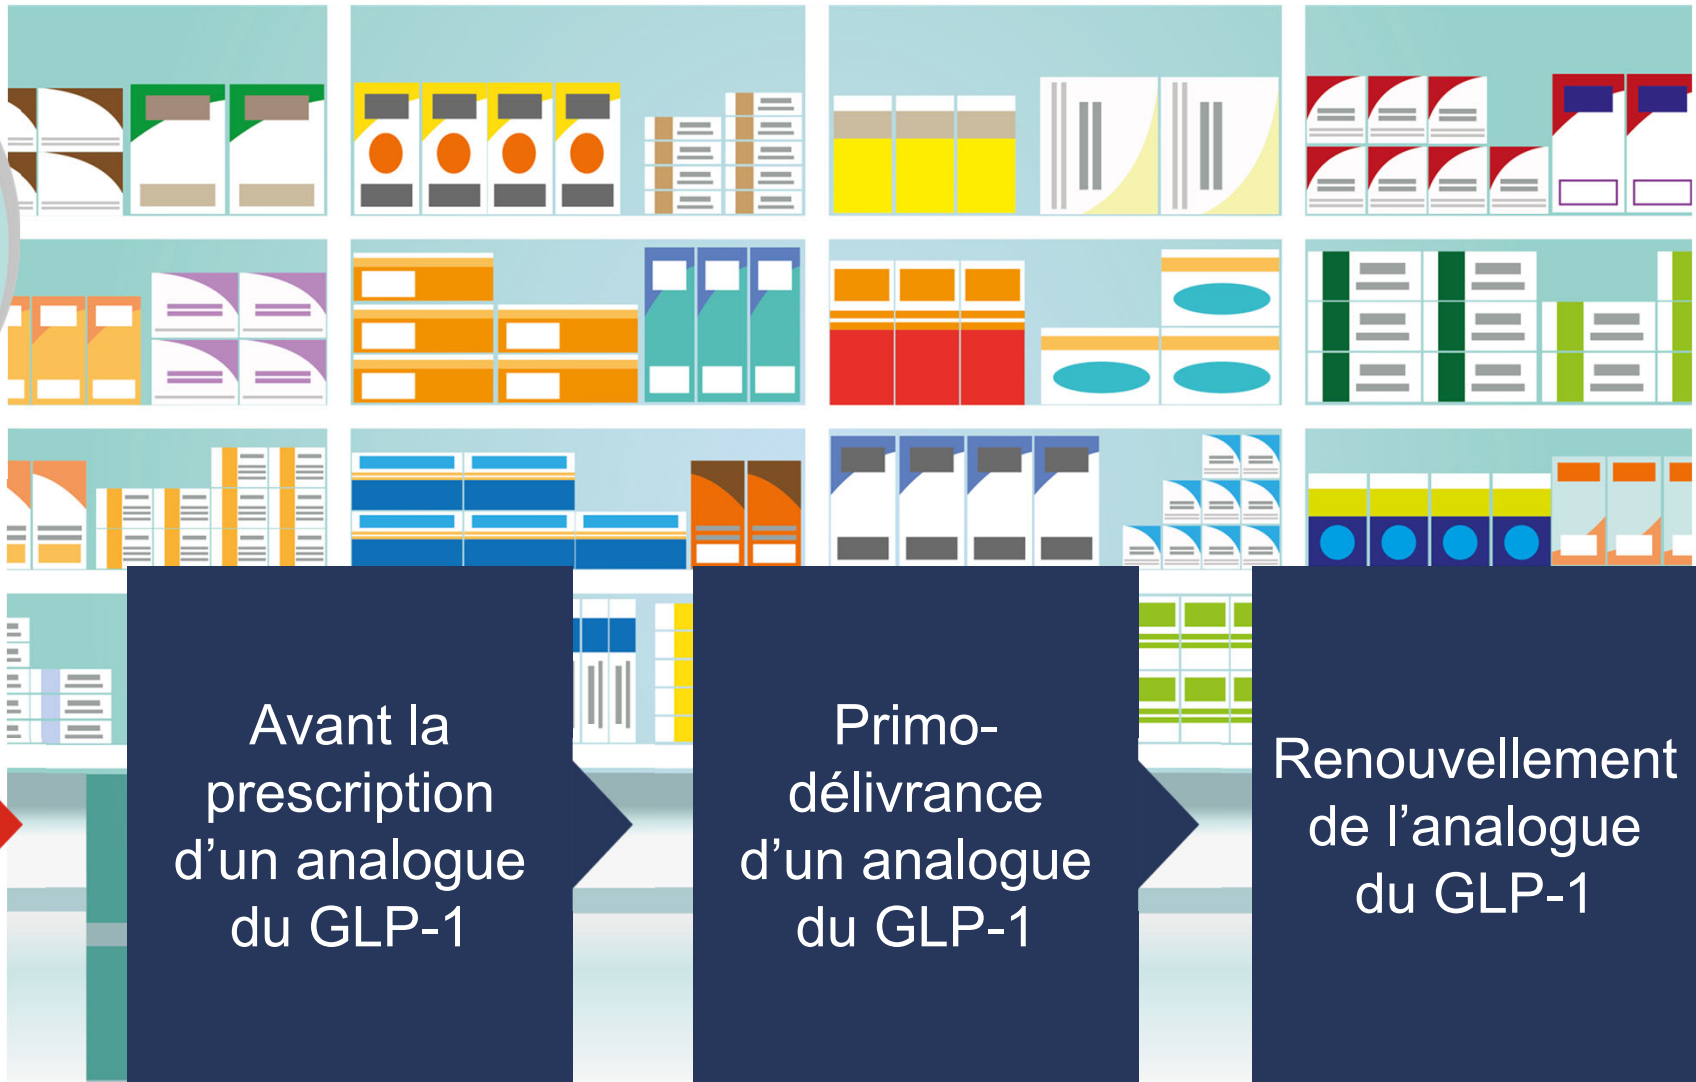 Avant la
prescription
d’un analogue
du GLP-1
Primo-
délivrance
d’un analogue
du GLP-1
Renouvellement
de l’analogue
du GLP-1